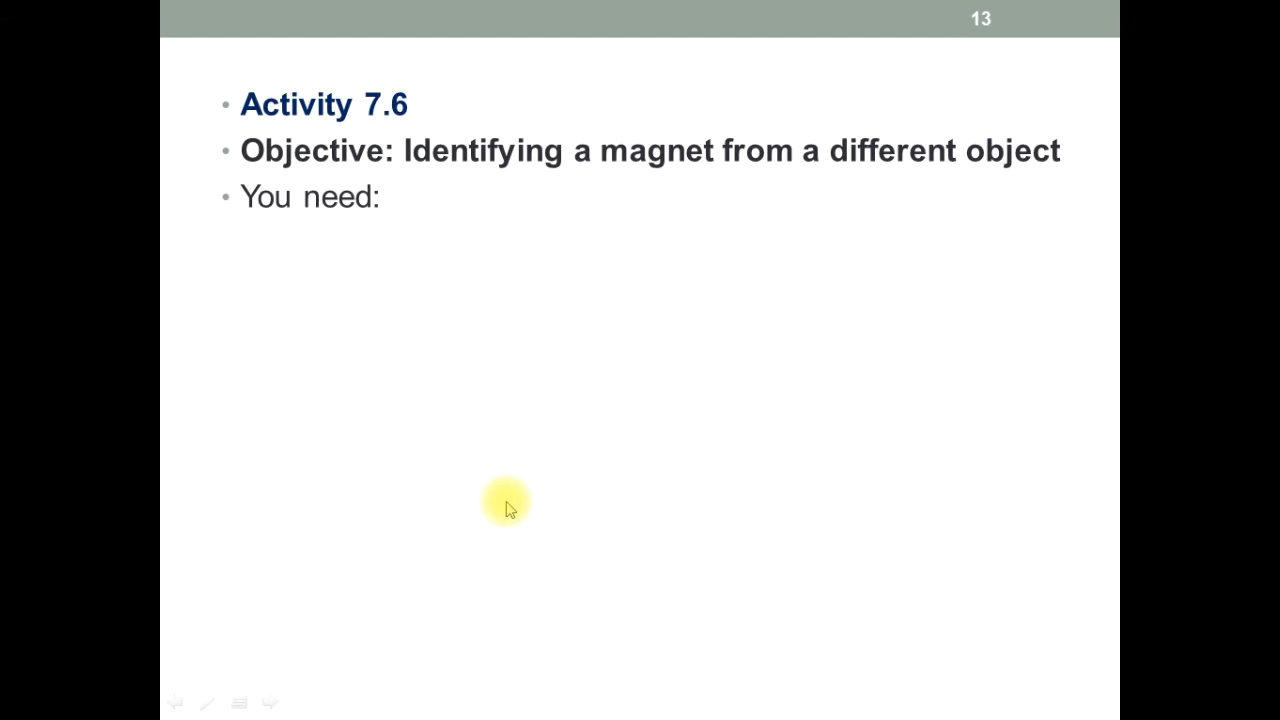 13
• Activity 7.6
• Objective: Identifying a magnet from a different object
• You need: